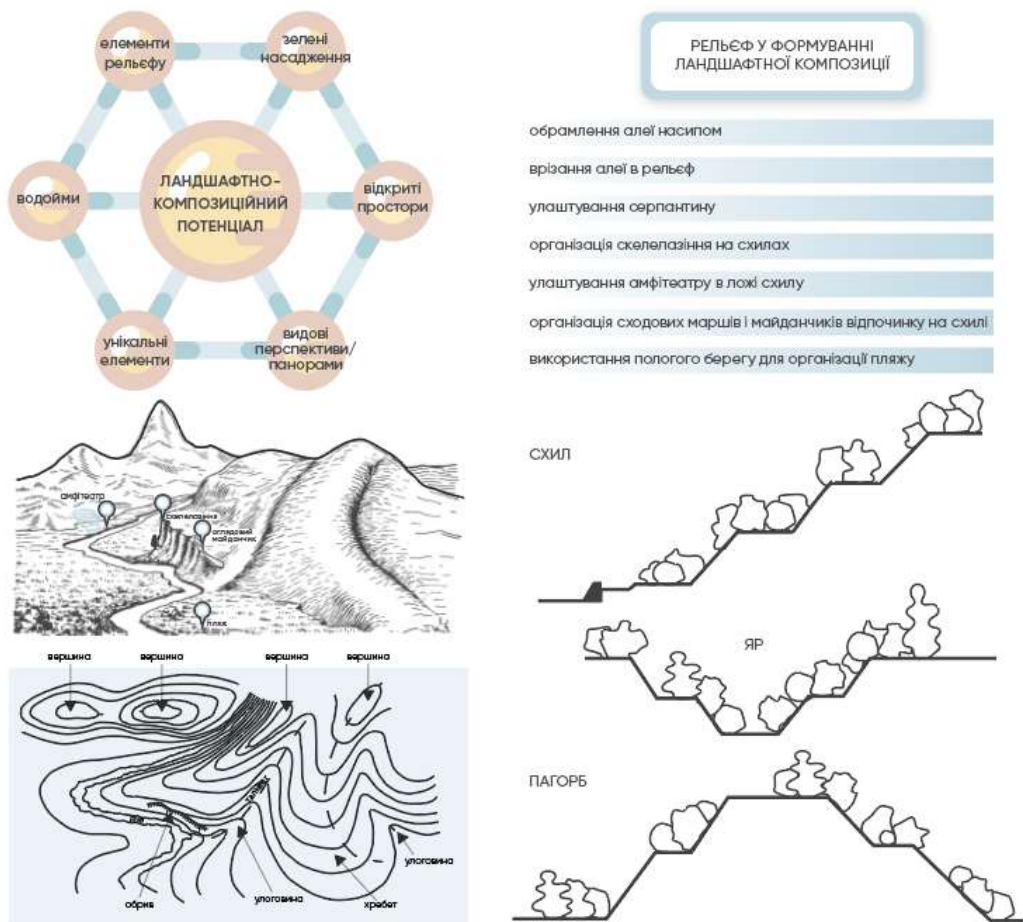 елементи
рельєфу
зелені
насадження
водойми
ЛАНДШАФТНО-
КОМПОЗИЦІЙНИЙ
ПОТЕНЦІАЛ
відкриті
простори
унікальні
елементи
видові
перспективи/
панорами
РЕЛЬЄФ У ФОРМУВАННІ
ЛАНДШАФТНОЇ КОМПОЗИЦІЇ
обрамлення алеї насипом
врізання алеї в рельєф
улаштування серпантину
організація скелелазіння на схилах
улаштування амфітеатру в ложі схилу
організація сходових маршів і майданчиків відпочинку на схилі
використання пологого берегу для організації пляжу
амфітеатр
скелелазіння
оглядовий
майданчик
пляж
вершина
вершина
вершина
вершина
тальвег
обрив
улоговина
хребет
улоговина
СХИЛ
ЯР
ПАГОРБ